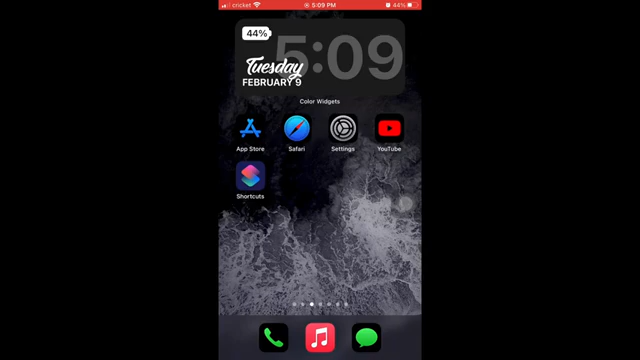 cricket 5:09 PM 44%
44% 5:09
Tuesday
FEBRUARY 9
Color Widgets
App Store Safari Settings YouTube
Shortcuts